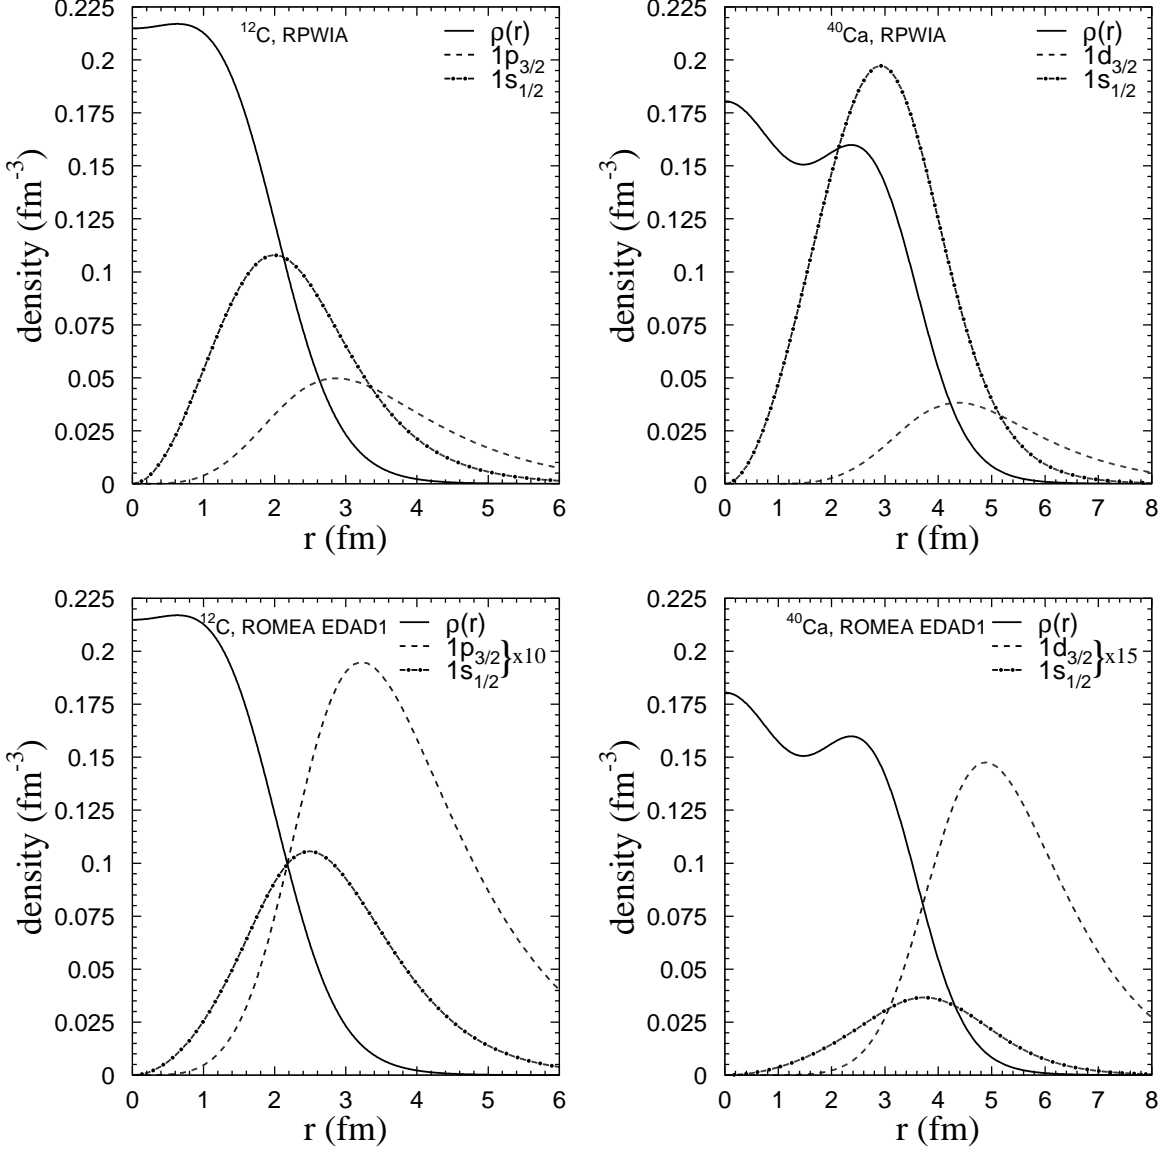 0.225
0.2
0.175
0.15
0.125
0.1
0.075
0.05
0.025
0
density (fm⁻³)
¹²C, RPWIA
ρ(r)
1p₃/₂
1s₁/₂
0 1 2 3 4 5 6
r (fm)
0.225
0.2
0.175
0.15
0.125
0.1
0.075
0.05
0.025
0
density (fm⁻³)
⁴⁰Ca, RPWIA
ρ(r)
1d₃/₂
1s₁/₂
0 1 2 3 4 5 6 7 8
r (fm)
0.225
0.2
0.175
0.15
0.125
0.1
0.075
0.05
0.025
0
density (fm⁻³)
¹²C, ROMEA EDAD1
ρ(r)
1p₃/₂
1s₁/₂
}x10
0 1 2 3 4 5 6
r (fm)
0.225
0.2
0.175
0.15
0.125
0.1
0.075
0.05
0.025
0
density (fm⁻³)
⁴⁰Ca, ROMEA EDAD1
ρ(r)
1d₃/₂
1s₁/₂
}x15
0 1 2 3 4 5 6 7 8
r (fm)